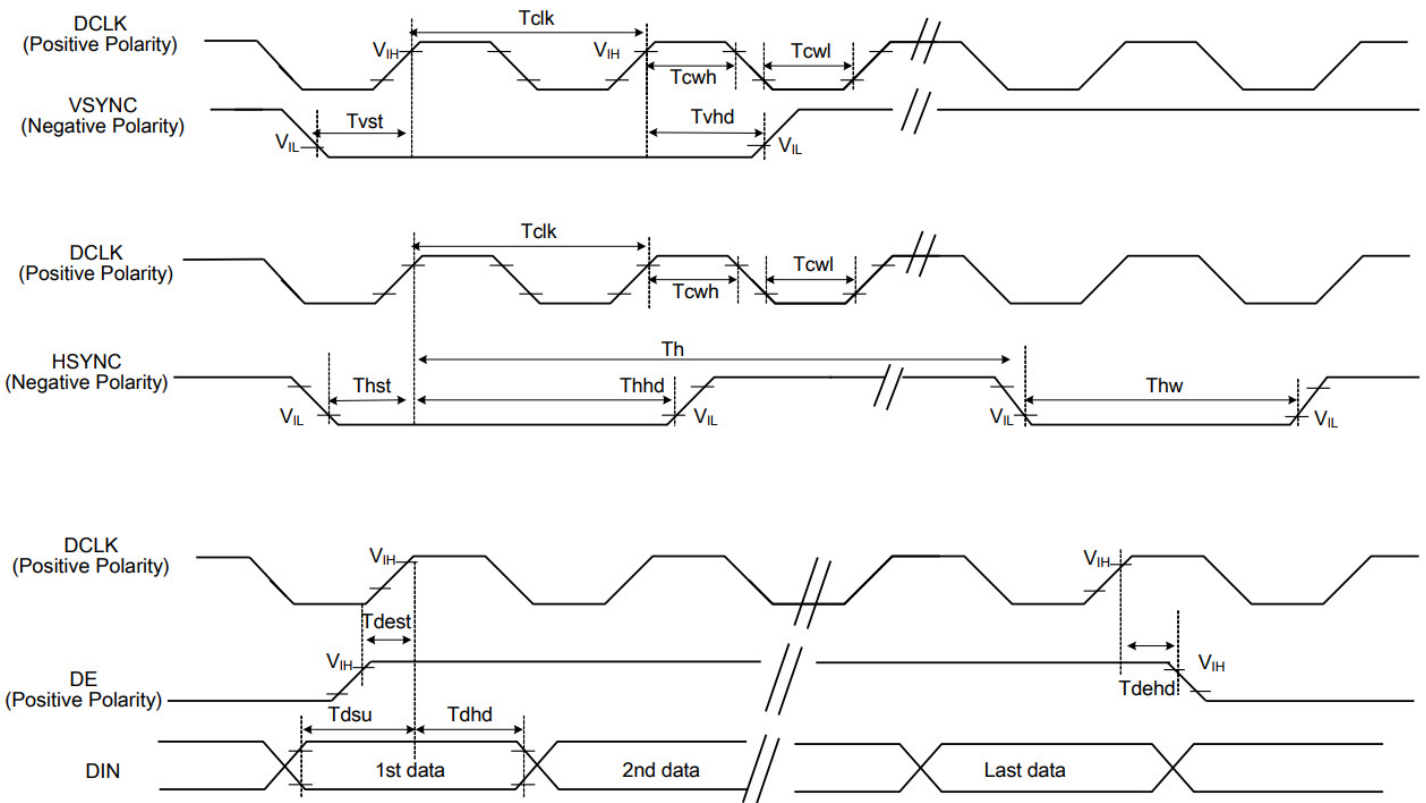 DCLK
(Positive Polarity)
Tclk
VIH
VIH
Tcwh
Tcwl
VSYNC
(Negative Polarity)
Tvst
Tvhd
VIL
VIL
DCLK
(Positive Polarity)
Tclk
Tcwh
Tcwl
HSYNC
(Negative Polarity)
Th
Thst
Thhd
Thw
VIL
VIL
VIL
VIL
DCLK
(Positive Polarity)
VIH
VIH
Tdest
DE
(Positive Polarity)
VIH
VIH
Tdehd
Tdsu
Tdhd
DIN
1st data
2nd data
Last data